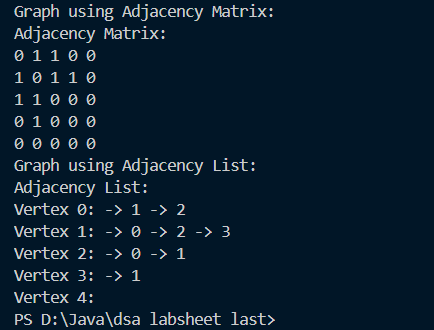 Graph using Adjacency Matrix:
Adjacency Matrix:
0 1 1 0 0
1 0 1 1 0
1 1 0 0 0
0 1 0 0 0
0 0 0 0 0
Graph using Adjacency List:
Adjacency List:
Vertex 0: -> 1 -> 2
Vertex 1: -> 0 -> 2 -> 3
Vertex 2: -> 0 -> 1
Vertex 3: -> 1
Vertex 4:
PS D:\Java\dsa labsheet last>